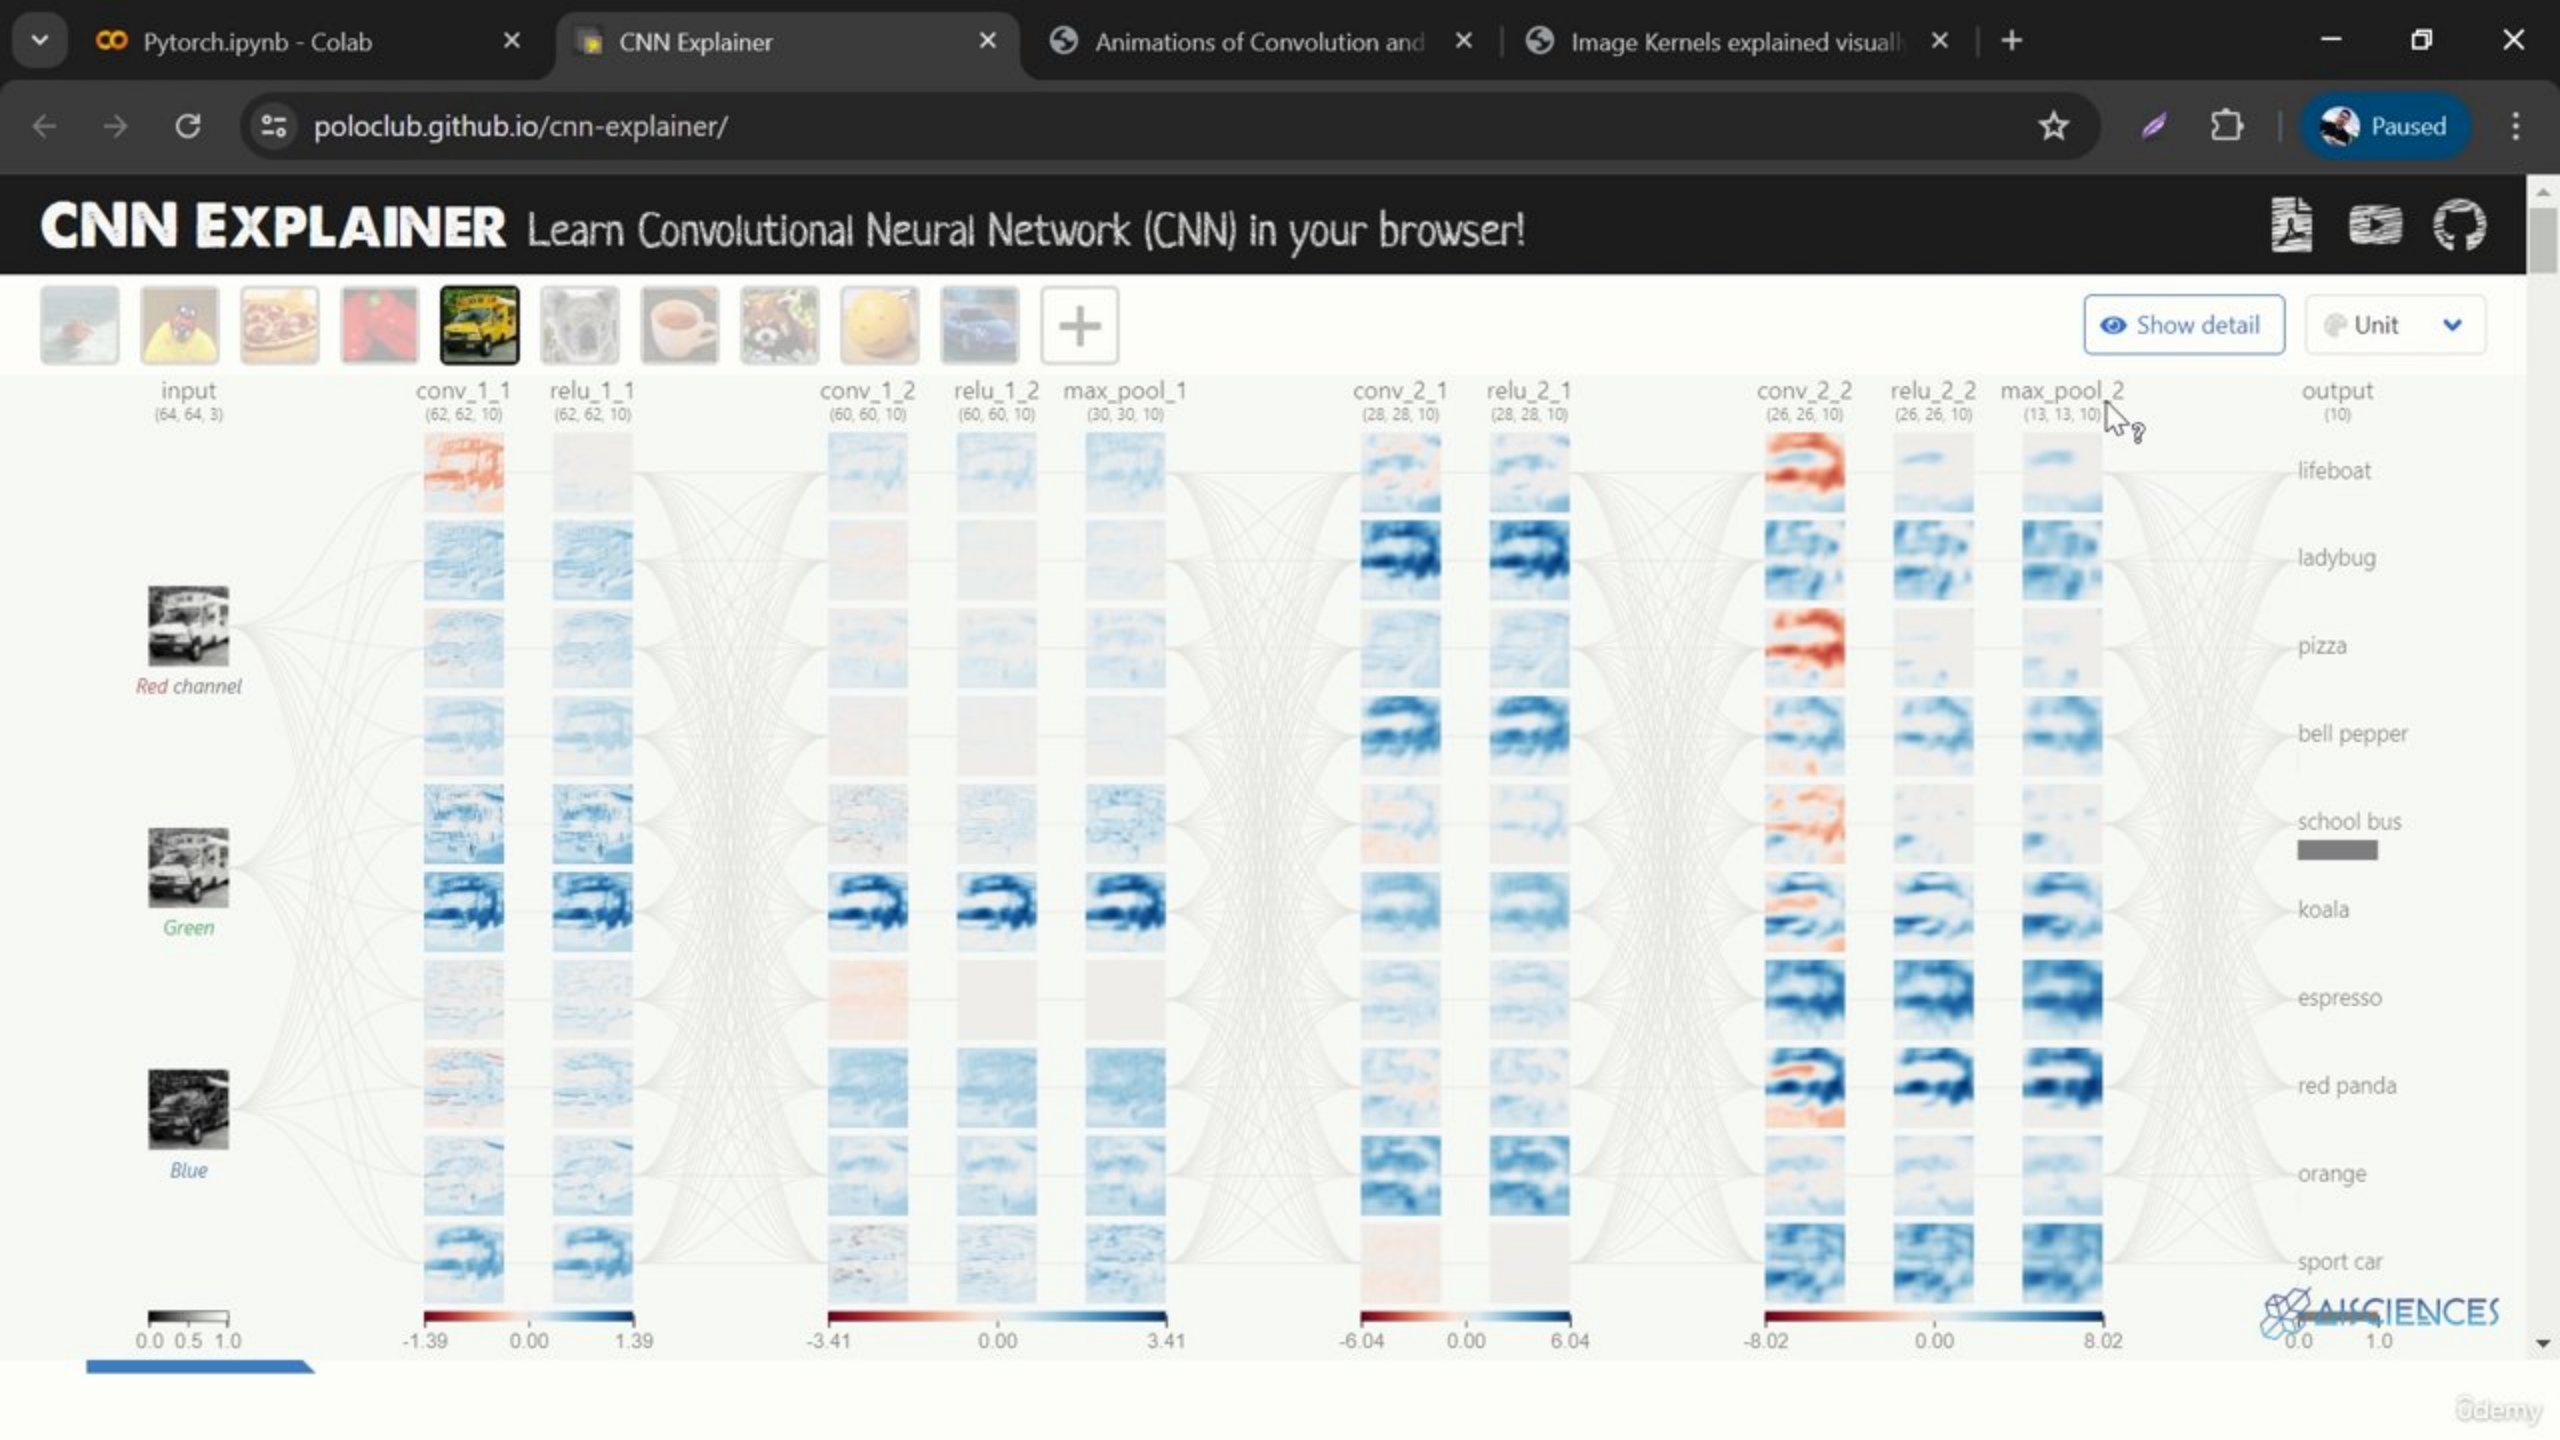 Pytorch.ipynb - Colab
CNN Explainer
Animations of Convolution and
Image Kernels explained visuall
poloclub.github.io/cnn-explainer/
Paused
CNN EXPLAINER Learn Convolutional Neural Network (CNN) in your browser!
Show detail
Unit
input
(64, 64, 3)
conv_1_1
(62, 62, 10)
relu_1_1
(62, 62, 10)
conv_1_2
(60, 60, 10)
relu_1_2
(60, 60, 10)
max_pool_1
(30, 30, 10)
conv_2_1
(28, 28, 10)
relu_2_1
(28, 28, 10)
conv_2_2
(26, 26, 10)
relu_2_2
(26, 26, 10)
max_pool_2
(13, 13, 10)
output
(10)
Red channel
Green
Blue
lifeboat
ladybug
pizza
bell pepper
school bus
koala
espresso
red panda
orange
sport car
0.0 0.5 1.0
-1.39 0.00 1.39
-3.41 0.00 3.41
-6.04 0.00 6.04
-8.02 0.00 8.02
0.0 1.0
AISCIENCES
ûdemy